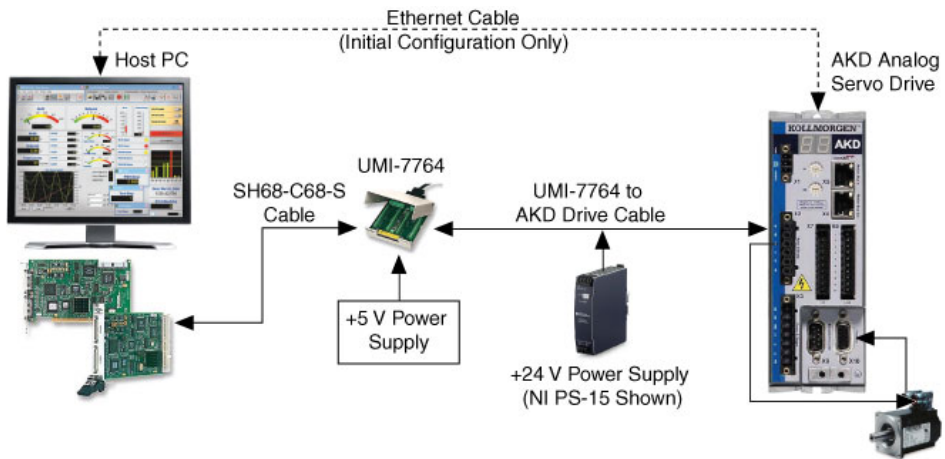 Ethernet Cable
(Initial Configuration Only)
Host PC
AKD Analog
Servo Drive
KOLLMORGEN
AKD
UMI-7764
SH68-C68-S
Cable
UMI-7764 to
AKD Drive Cable
+5 V Power
Supply
+24 V Power Supply
(NI PS-15 Shown)